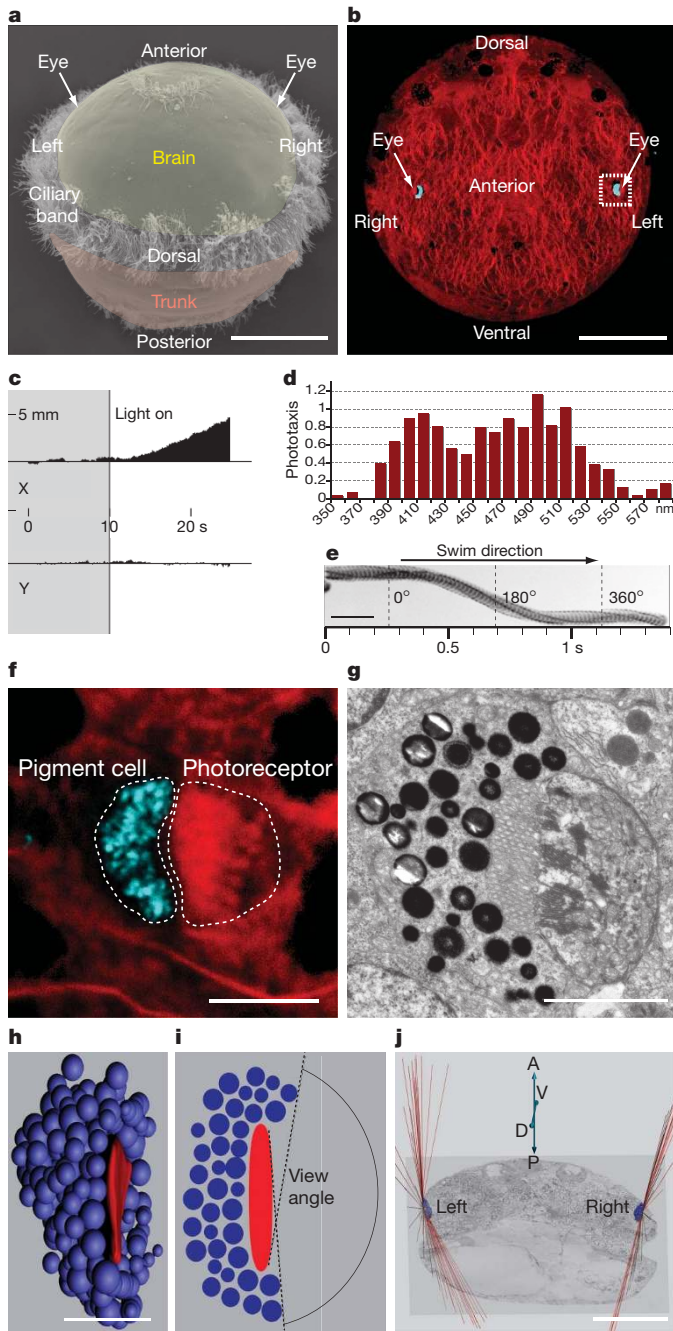 a
Anterior
Eye
Eye
Left
Right
Brain
Ciliary
band
Dorsal
Trunk
Posterior
b
Dorsal
Eye
Eye
Anterior
Right
Left
Ventral
c
5 mm
Light on
X
0
10
20 s
Y
d
Phototaxis
1.2
1
0.8
0.6
0.4
0.2
0
350
370
390
410
430
450
470
490
510
530
550
570
nm
e
Swim direction
0°
180°
360°
0
0.5
1 s
f
Pigment cell
Photoreceptor
g
h
i
View
angle
j
A
V
D
P
Left
Right